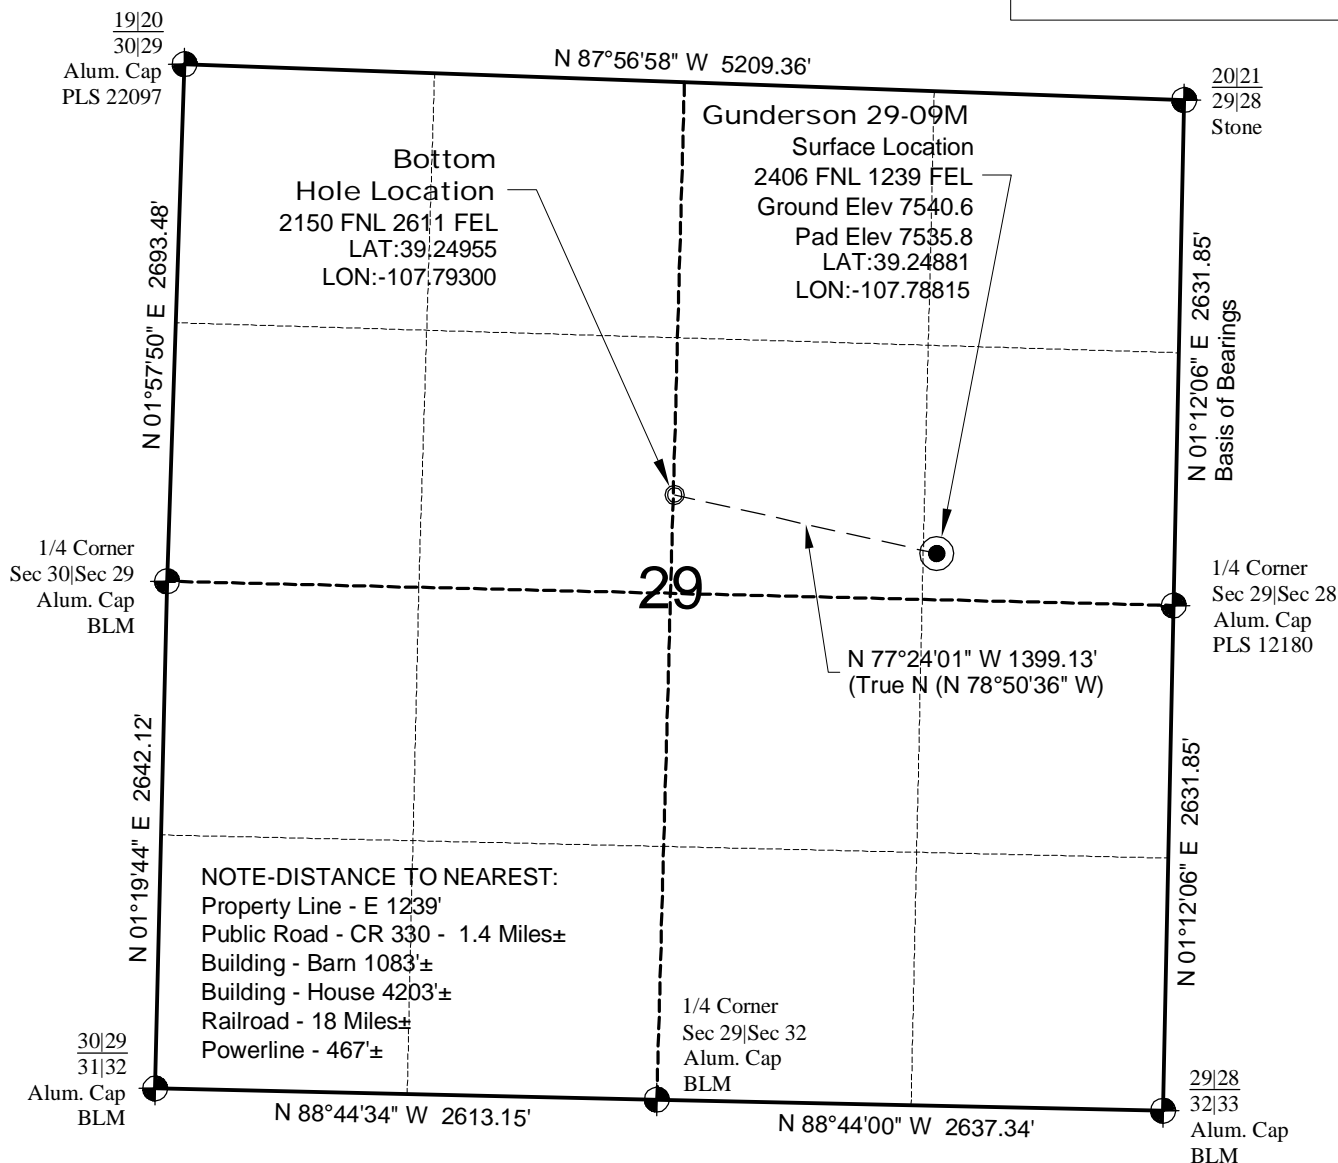 19|20
30|29
Alum. Cap
PLS 22097
N 87°56'58" W 5209.36'
20|21
29|28
Stone
Gunderson 29-09M
Surface Location
2406 FNL 1239 FEL
Ground Elev 7540.6
Pad Elev 7535.8
LAT:39.24881
LON:-107.78815
Bottom
Hole Location
2150 FNL 2611 FEL
LAT:39.24955
LON:-107.79300
N 01°57'50" E 2693.48'
N 01°12'06" E 2631.85'
Basis of Bearings
1/4 Corner
Sec 30|Sec 29
Alum. Cap
BLM
29
1/4 Corner
Sec 29|Sec 28
Alum. Cap
PLS 12180
N 77°24'01" W 1399.13'
(True N (N 78°50'36" W)
N 01°19'44" E 2642.12'
N 01°12'06" E 2631.85'
NOTE-DISTANCE TO NEAREST:
Property Line - E 1239'
Public Road - CR 330 - 1.4 Miles±
Building - Barn 1083'±
Building - House 4203'±
Railroad - 18 Miles±
Powerline - 467'±
1/4 Corner
Sec 29|Sec 32
Alum. Cap
BLM
30|29
31|32
Alum. Cap
BLM
N 88°44'34" W 2613.15'
N 88°44'00" W 2637.34'
29|28
32|33
Alum. Cap
BLM